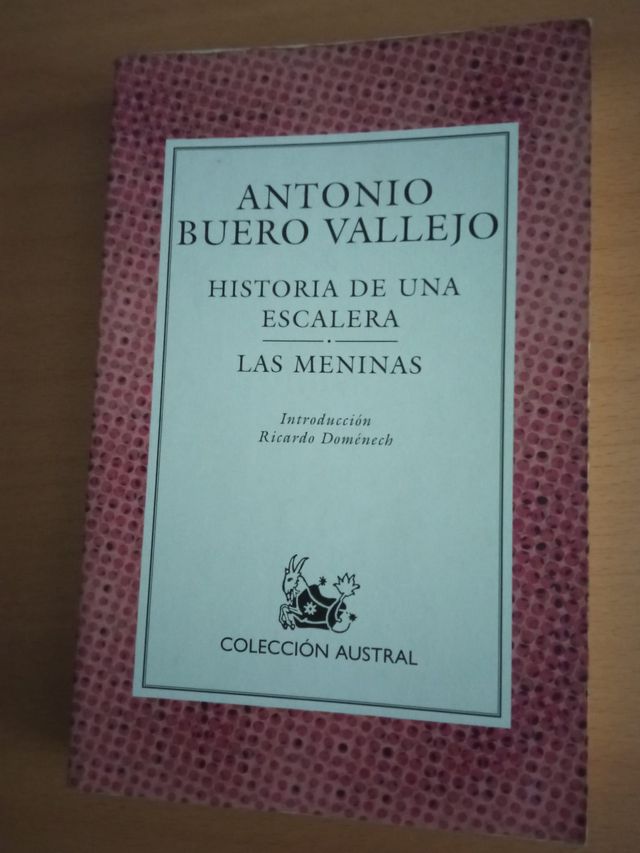 ANTONIO
BUERO VALLEJO
HISTORIA DE UNA
ESCALERA
LAS MENINAS
Introducción
Ricardo Doménech
COLECCIÓN AUSTRAL